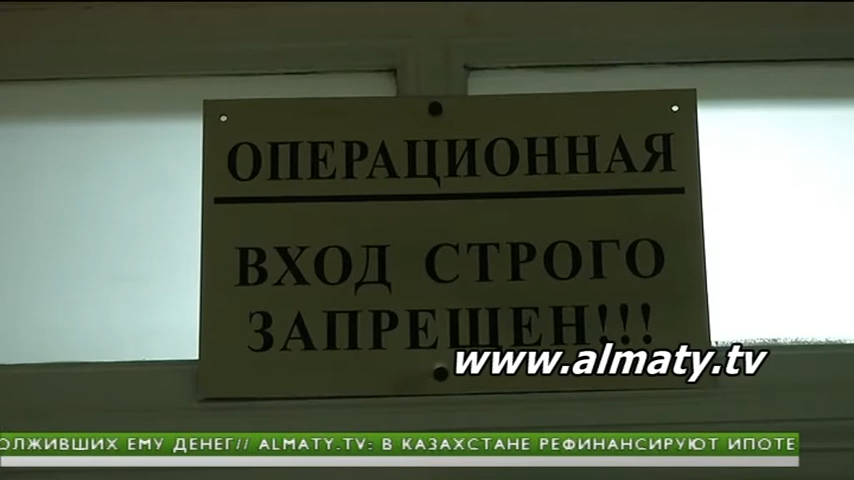 ОПЕРАЦИОННАЯ
ВХОД СТРОГО
ЗАПРЕЩЕН!!!
www.almaty.tv
ОЛЖИВШИХ ЕМУ ДЕНЕГ// ALMATY.TV: В КАЗАХСТАНЕ РЕФИНАНСИРУЮТ ИПОТЕ